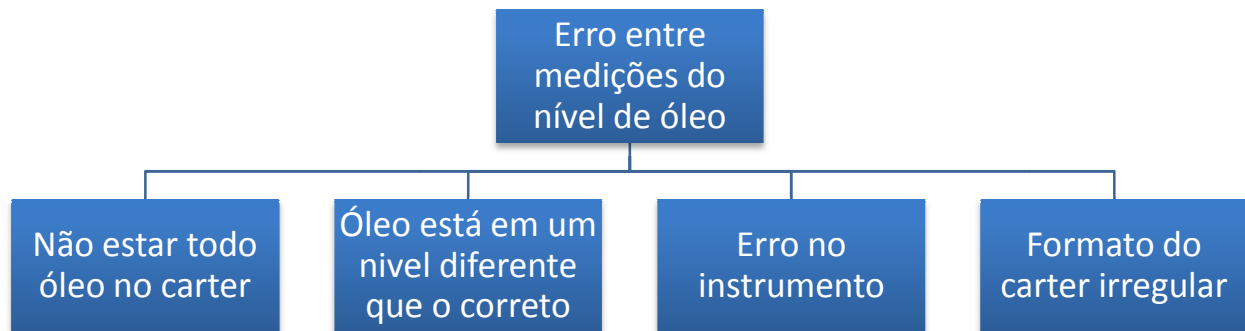 Erro entre
medições do
nível de óleo
Não estar todo
óleo no carter
Óleo está em um
nivel diferente
que o correto
Erro no
instrumento
Formato do
carter irregular